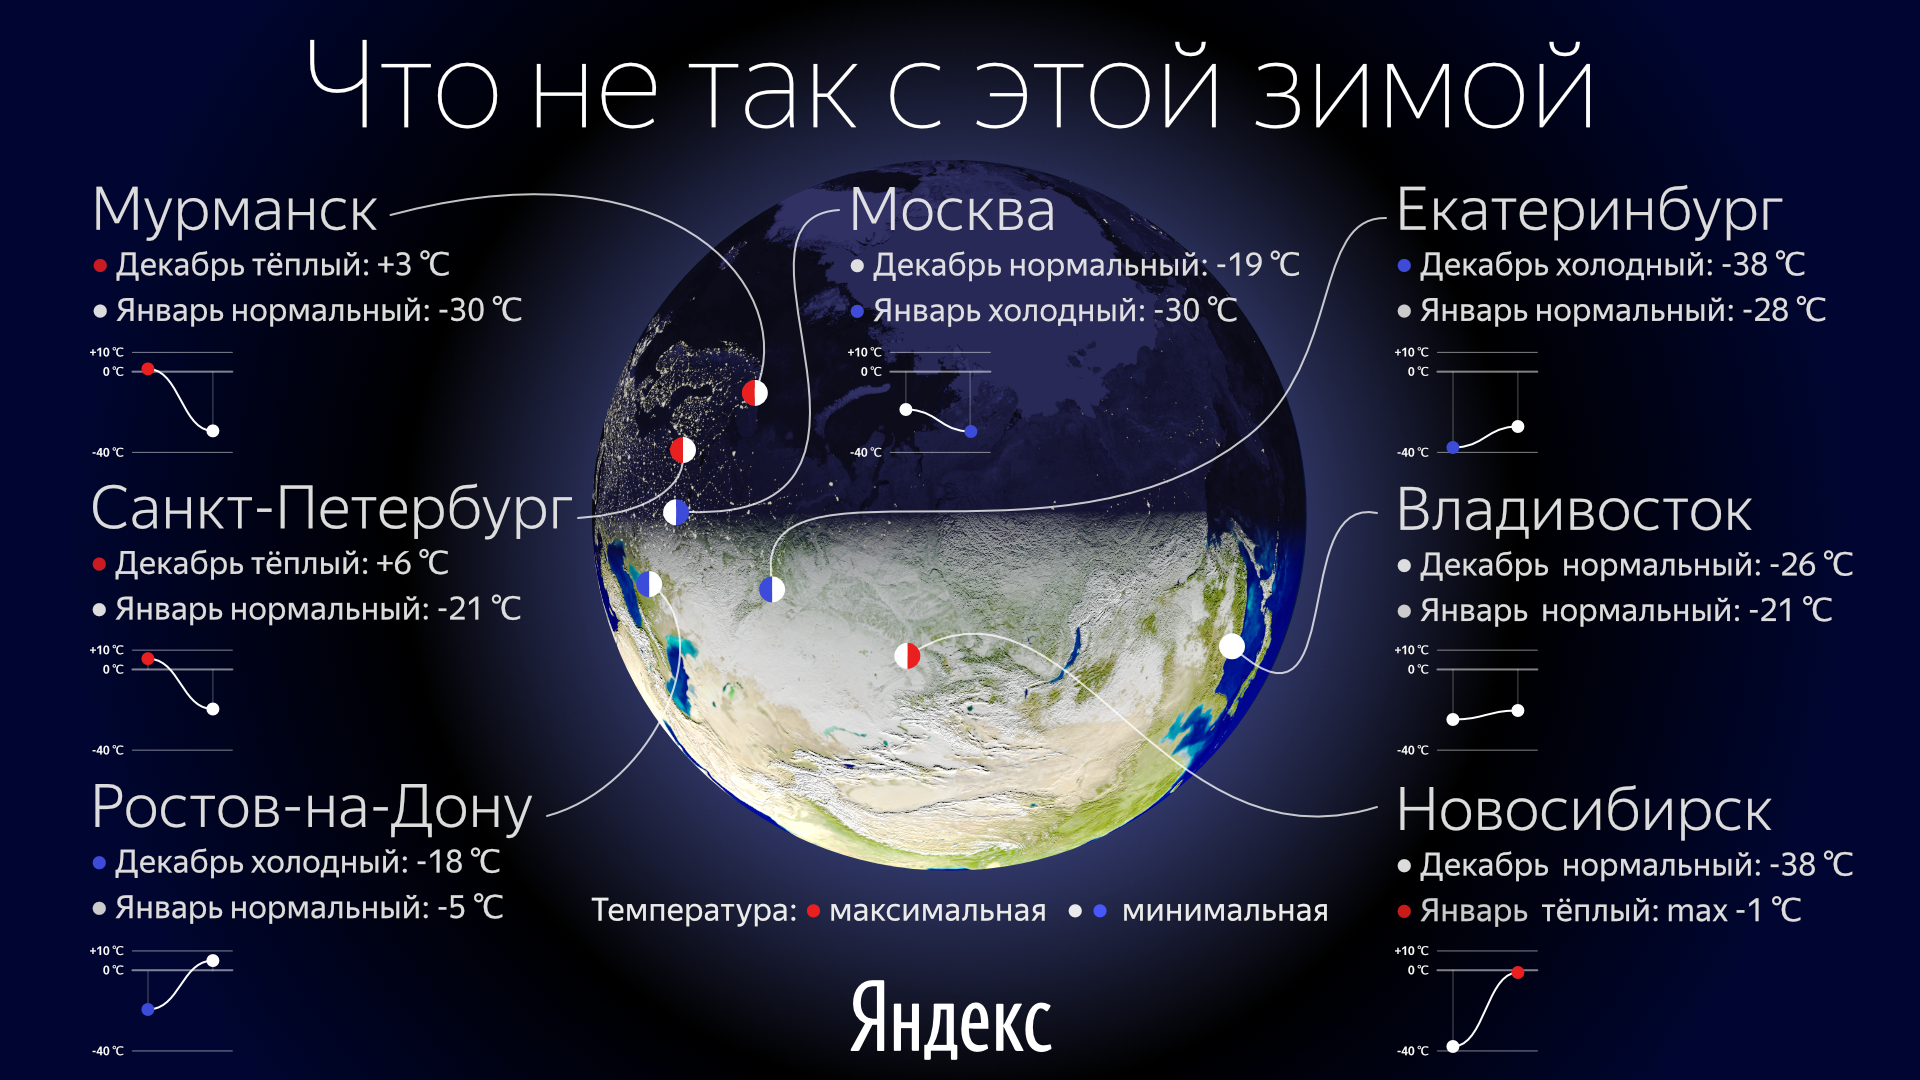 Что не так с этой зимой
Мурманск
Декабрь тёплый: +3 °C
Январь нормальный: -30 °C
+10 °C
0 °C
-40 °C
Москва
Декабрь нормальный: -19 °C
Январь холодный: -30 °C
+10 °C
0 °C
-40 °C
Екатеринбург
Декабрь холодный: -38 °C
Январь нормальный: -28 °C
+10 °C
0 °C
-40 °C
Санкт-Петербург
Декабрь тёплый: +6 °C
Январь нормальный: -21 °C
+10 °C
0 °C
-40 °C
Владивосток
Декабрь нормальный: -26 °C
Январь нормальный: -21 °C
+10 °C
0 °C
-40 °C
Ростов-на-Дону
Декабрь холодный: -18 °C
Январь нормальный: -5 °C
+10 °C
0 °C
-40 °C
Новосибирск
Декабрь нормальный: -38 °C
Январь тёплый: max -1 °C
+10 °C
0 °C
-40 °C
Температура: максимальная минимальная
Яндекс